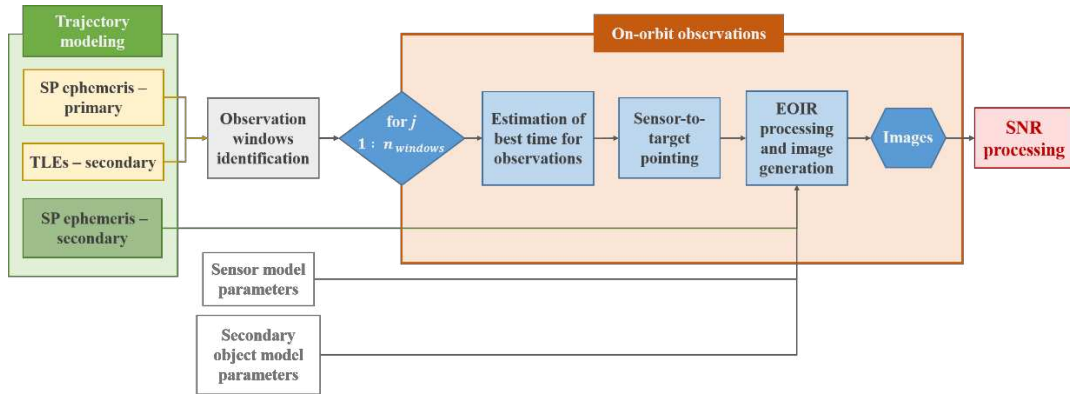 Trajectory
modeling
SP ephemeris –
primary
TLEs – secondary
SP ephemeris –
secondary
Observation
windows
identification
for j
1 : n_windows
On-orbit observations
Estimation of
best time for
observations
Sensor-to-
target
pointing
EOIR
processing
and image
generation
Images
SNR
processing
Sensor model
parameters
Secondary
object model
parameters